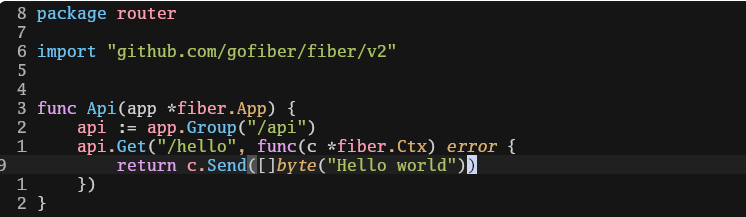 8 package router
7
6 import "github.com/gofiber/fiber/v2"
5
4
3 func Api(app *fiber.App) {
2     api := app.Group("/api")
1     api.Get("/hello", func(c *fiber.Ctx) error {
9         return c.Send([]byte("Hello world"))
1     })
2 }